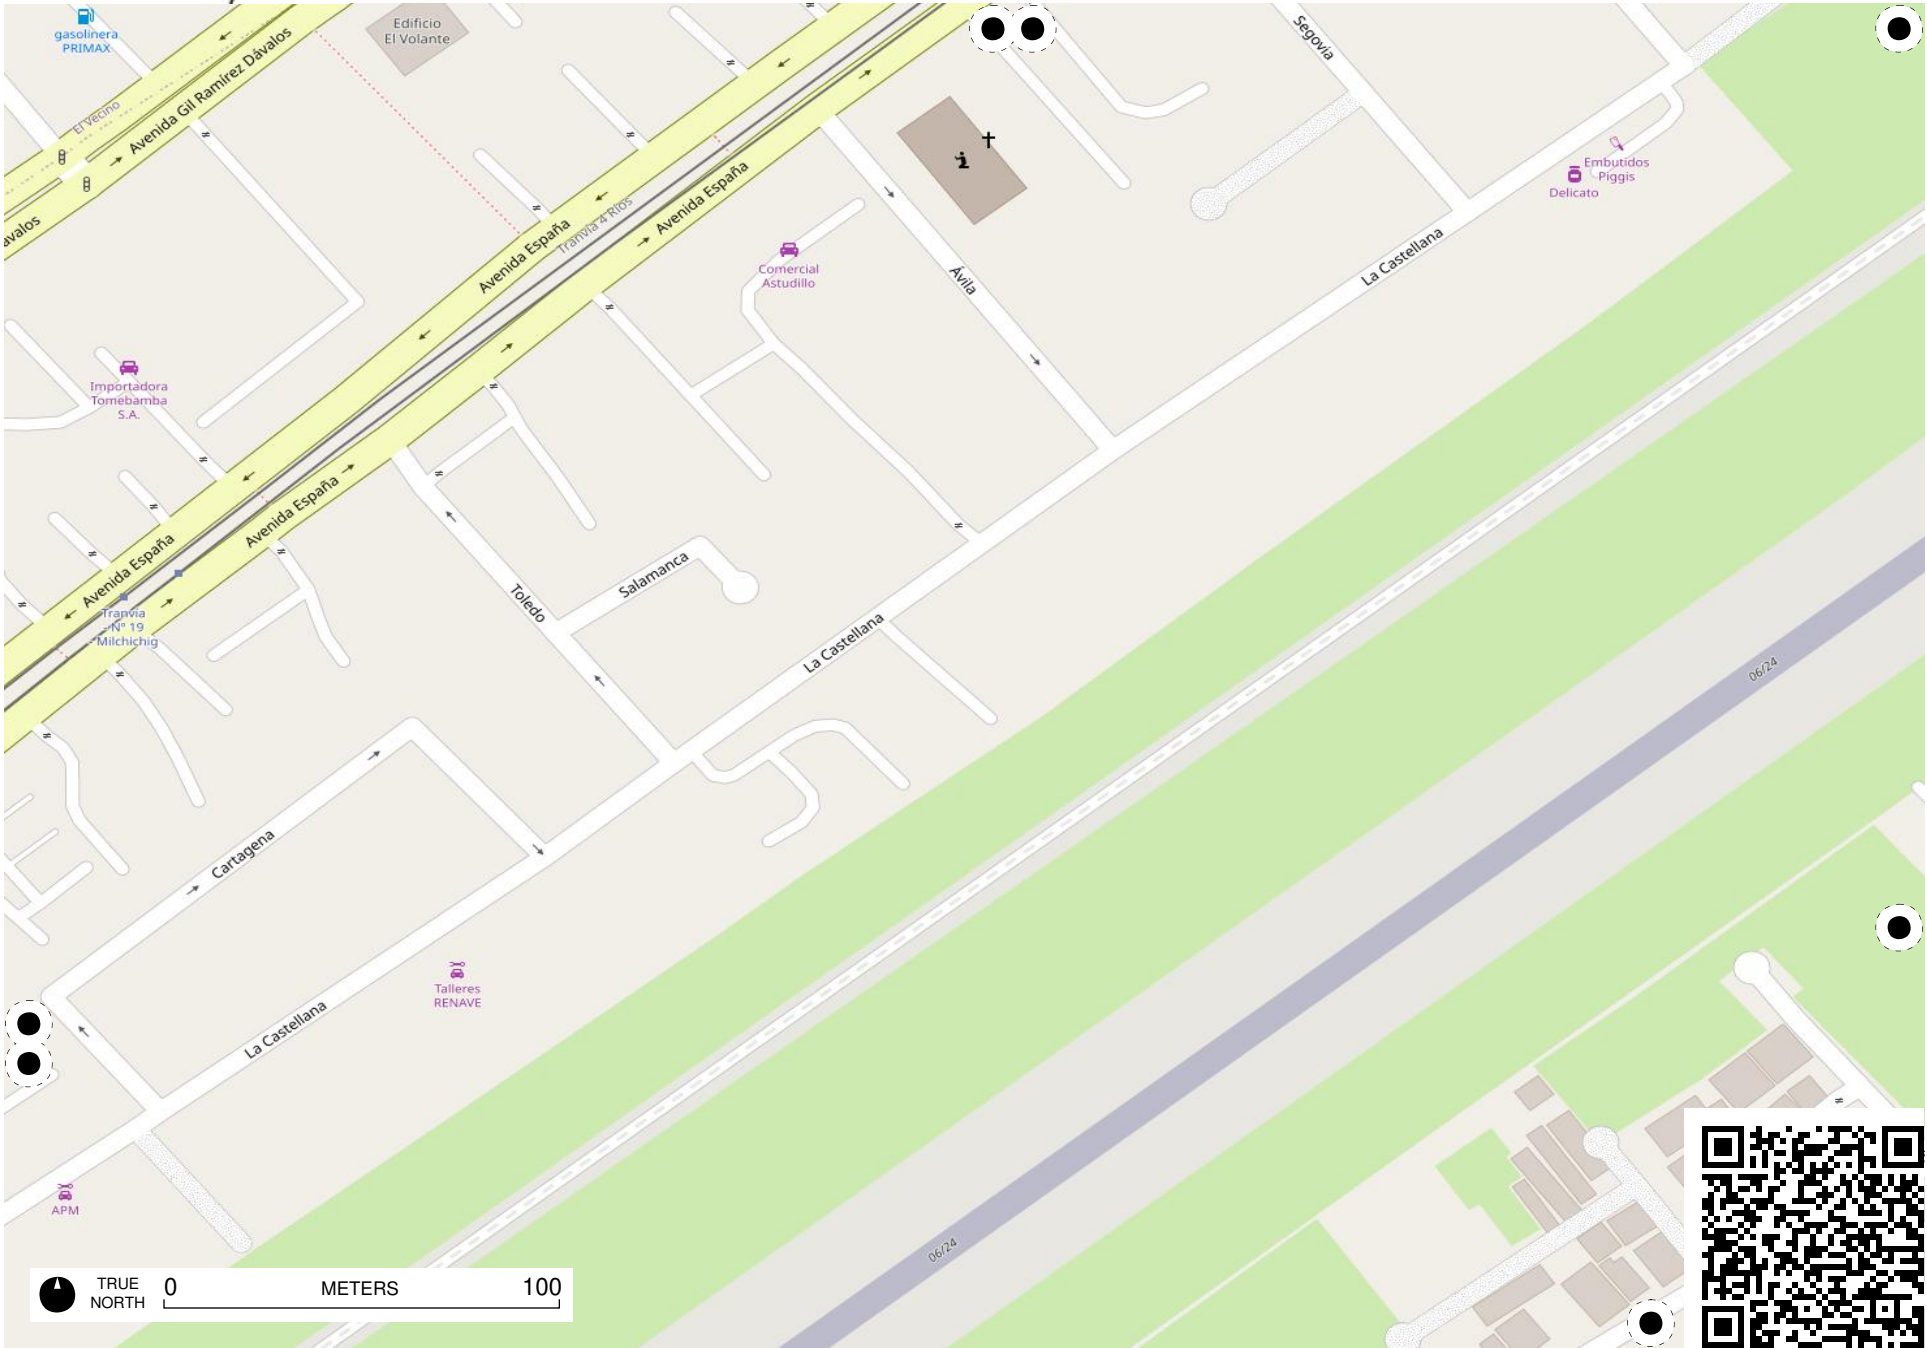 gasolinera
PRIMAX
Edificio
El Volante
Segovia
El Vecino
Avenida Gil Ramírez Dávalos
ávalos
Embutidos
Piggis
Delicato
Avenida España
Tranvía 4 Ríos
Avenida España
Comercial
Astudillo
Ávila
La Castellana
Importadora
Tomebamba
S.A.
Avenida España
Avenida España
Tranvía
Nº 19
- Milchichig
Salamanca
Toledo
La Castellana
06/24
Cartagena
Talleres
RENAVE
La Castellana
APM
06/24
TRUE
NORTH
0 METERS 100